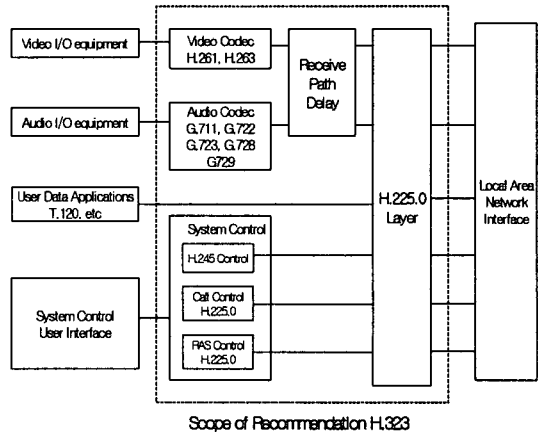 Video I/O equipment
Video Codec
H.261, H.263
Receive
Path
Delay
Audio I/O equipment
Audio Codec
G.711, G.722
G.723, G.728
G729
User Data Applications
T.120, etc
H.225.0
Layer
Local Area
Network
Interface
System Control
H.245 Control
Call Control
H.225.0
RAS Control
H.225.0
System Control
User Interface
Scope of Recommendation H.323